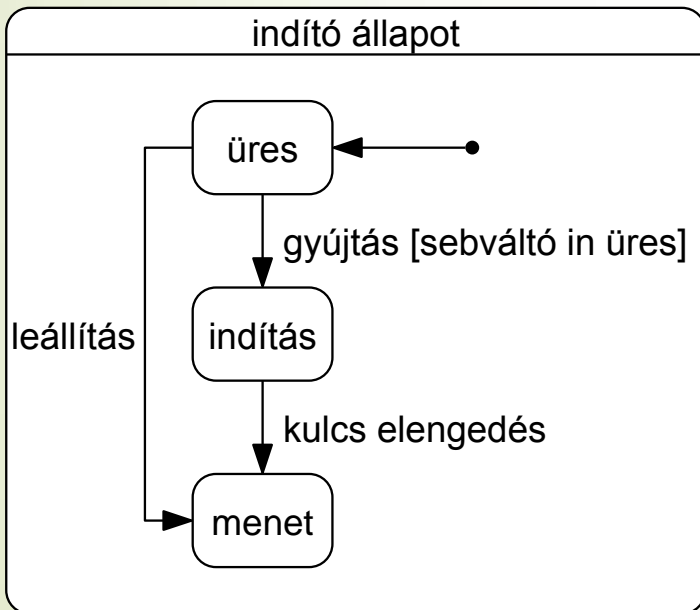 indító állapot
üres
gyújtás [sebváltó in üres]
indítás
leállítás
kulcs elengedés
menet